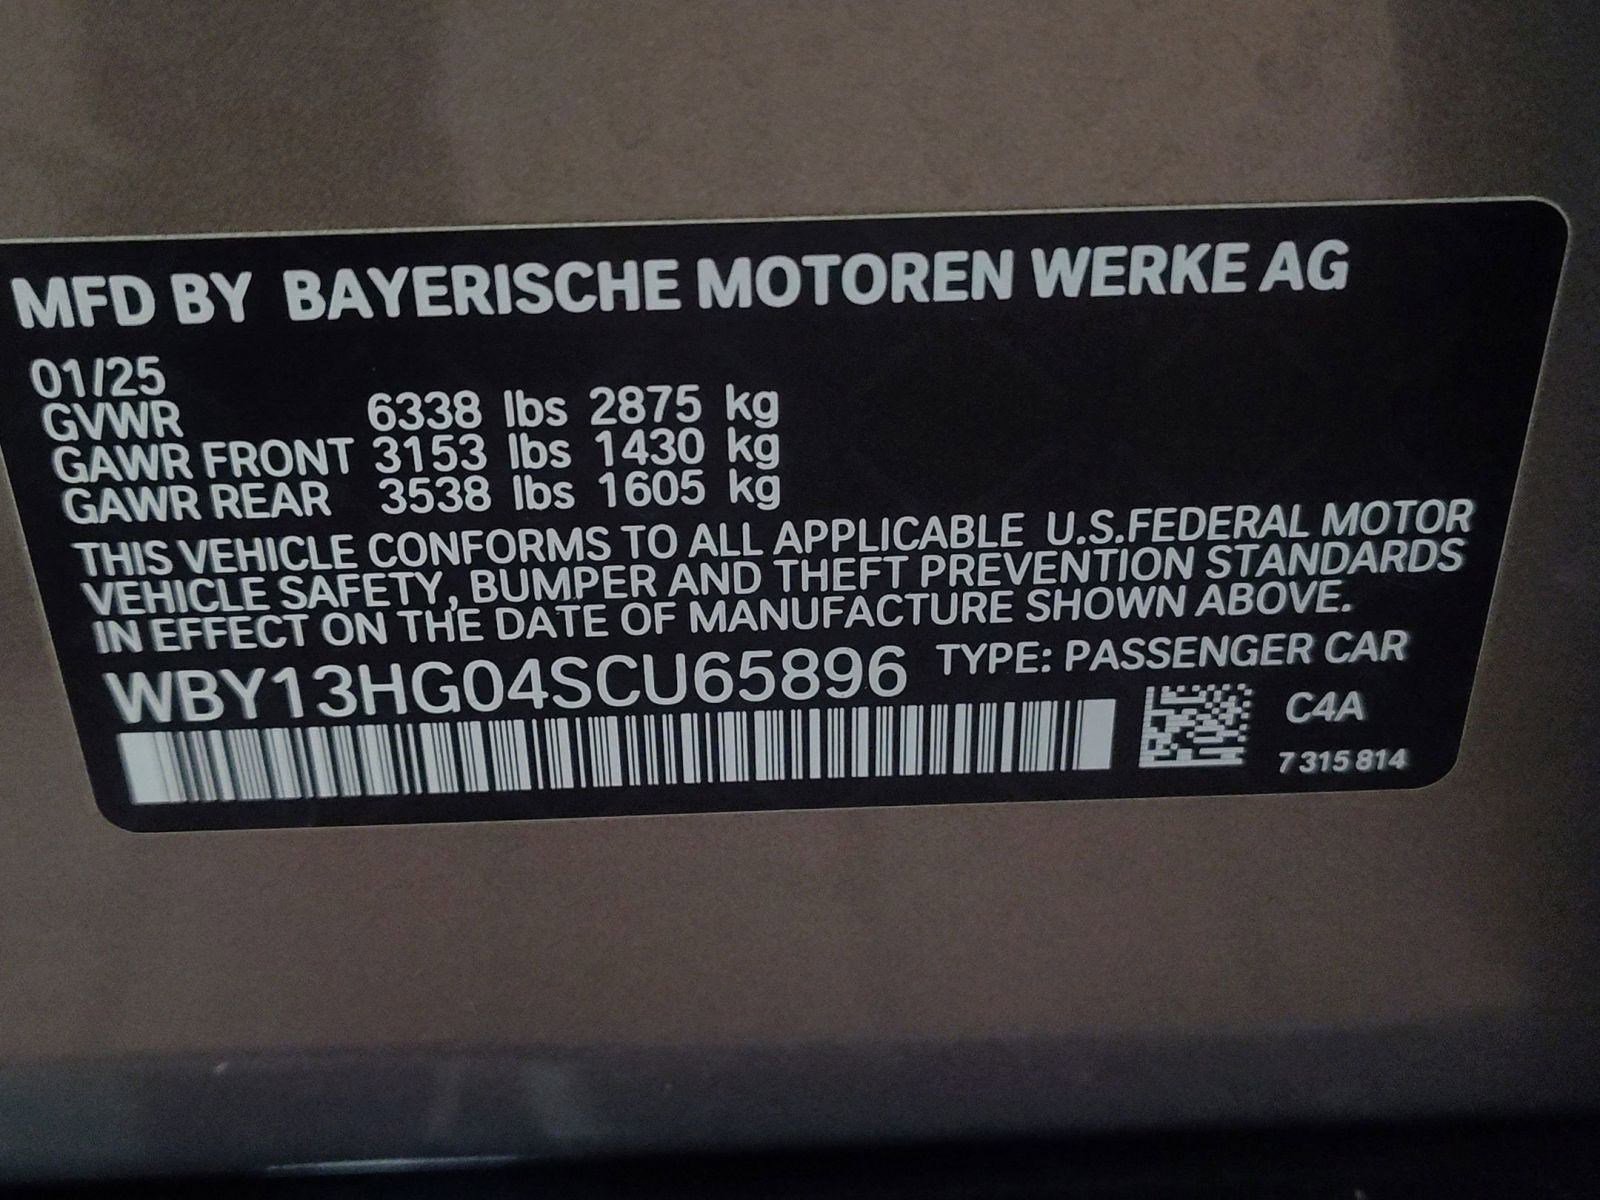 MFD BY BAYERISCHE MOTOREN WERKE AG
01/25
GVWR 6338 lbs 2875 kg
GAWR FRONT 3153 lbs 1430 kg
GAWR REAR 3538 lbs 1605 kg
THIS VEHICLE CONFORMS TO ALL APPLICABLE U.S.FEDERAL MOTOR
VEHICLE SAFETY, BUMPER AND THEFT PREVENTION STANDARDS
IN EFFECT ON THE DATE OF MANUFACTURE SHOWN ABOVE.
WBY13HG04SCU65896 TYPE: PASSENGER CAR
C4A
7 315 814